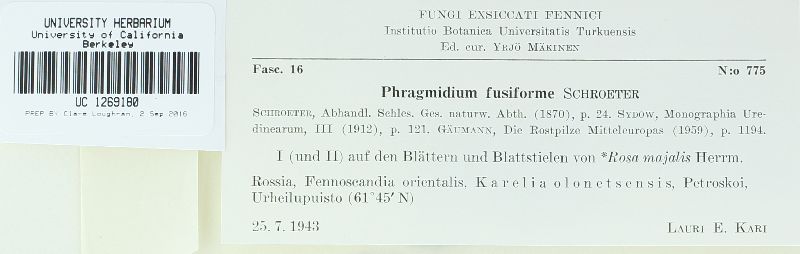 UNIVERSITY HERBARIUM
University of California
Berkeley
UC 1269180
PREP BY Clare Loughran, 2 Sep 2016
FUNGI EXSICCATI FENNICI
Institutio Botanica Universitatis Turkuensis
Ed. cur. YRJÖ MÄKINEN
Fasc. 16 N:o 775
Phragmidium fusiforme SCHROETER
SCHROETER, Abhandl. Schles. Ges. naturw. Abth. (1870), p. 24. SYDOW, Monographia Ure-
dinearum, III (1912), p. 121. GÄUMANN, Die Rostpilze Mitteleuropas (1959), p. 1194.
I (und II) auf den Blättern und Blattstielen von *Rosa majalis Herrm.
Rossia, Fennoscandia orientalis, Karelia olonetsensis, Petroskoi,
Urheilupuisto (61°45′ N)
25. 7. 1943 LAURI E. KARI